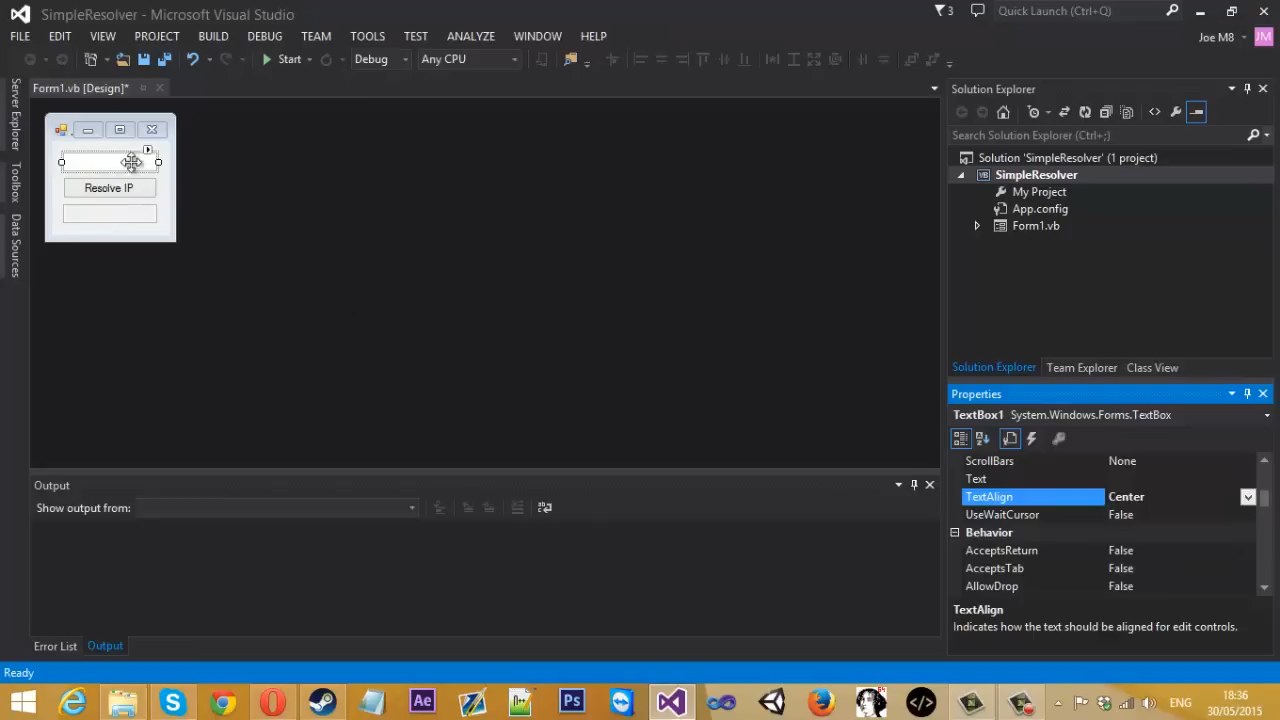 SimpleResolver - Microsoft Visual Studio
3
Quick Launch (Ctrl+Q)
FILE EDIT VIEW PROJECT BUILD DEBUG TEAM TOOLS TEST ANALYZE WINDOW HELP
Joe M8 JM
Start Debug Any CPU
Server Explorer
Toolbox
Data Sources
Form1.vb [Design]*
Resolve IP
Solution Explorer
Search Solution Explorer (Ctrl+;)
Solution 'SimpleResolver' (1 project)
VB SimpleResolver
My Project
App.config
Form1.vb
Solution Explorer Team Explorer Class View
Properties
TextBox1 System.Windows.Forms.TextBox
ScrollBars None
Text
TextAlign Center
UseWaitCursor False
Behavior
AcceptsReturn False
AcceptsTab False
AllowDrop False
TextAlign
Indicates how the text should be aligned for edit controls.
Output
Show output from:
Error List Output
Ready
Ae Ps
ENG
18:36
30/05/2015